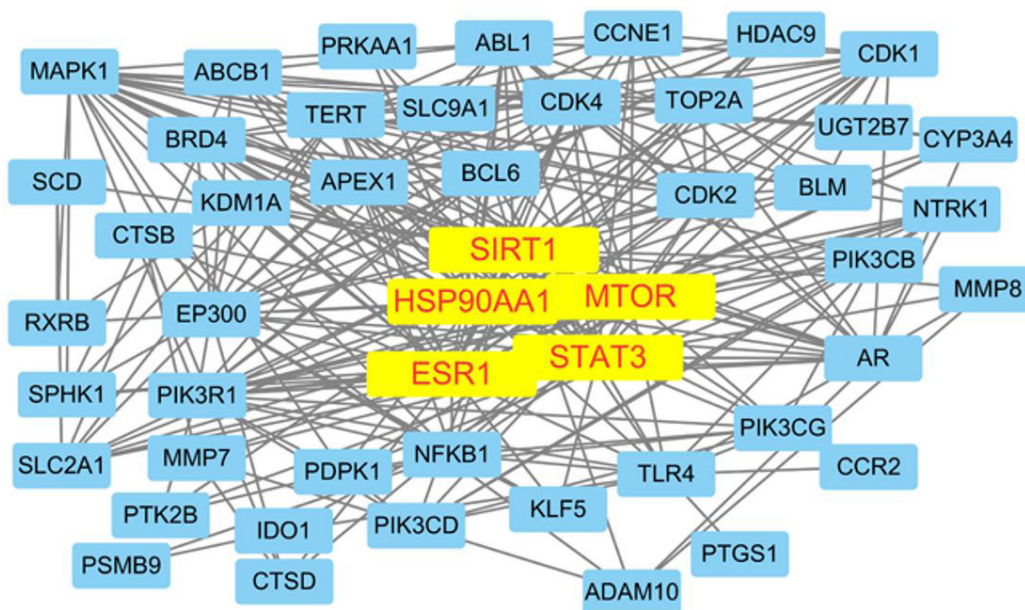 PRKAA1
ABL1
CCNE1
HDAC9
MAPK1
ABCB1
CDK1
TERT
SLC9A1
CDK4
TOP2A
BRD4
UGT2B7
CYP3A4
SCD
KDM1A
APEX1
BCL6
CDK2
BLM
NTRK1
CTSB
SIRT1
PIK3CB
HSP90AA1
MTOR
MMP8
RXRB
EP300
STAT3
AR
ESR1
SPHK1
PIK3R1
PIK3CG
SLC2A1
MMP7
PDPK1
NFKB1
TLR4
CCR2
PTK2B
IDO1
PIK3CD
KLF5
PSMB9
CTSD
ADAM10
PTGS1